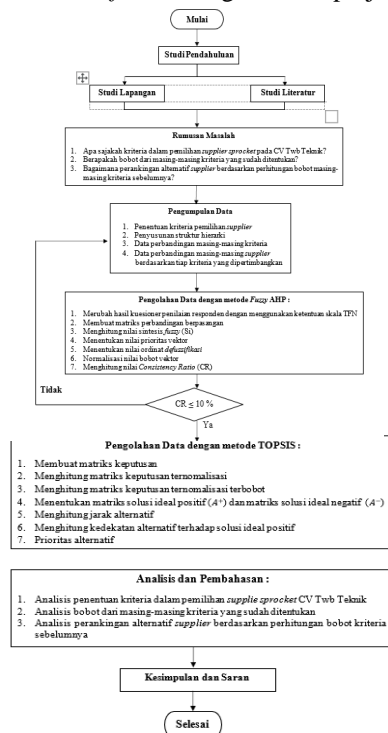 Mulai
Studi Pendahuluan
Studi Lapangan
Studi Literatur
Rumusan Masalah
1. Apa sajakah kriteria dalam pemilihan supplier sprocket pada CV Twb Teknik?
2. Berapakah bobot dari masing-masing kriteria yang sudah ditentukan?
3. Bagaimana perankingan alternatif supplier berdasarkan perhitungan bobot masing-
masing kriteria sebelumnya?
Pengumpulan Data
1. Penentuan kriteria pemilihan supplier
2. Penyusunan struktur hierarki
3. Data perbandingan masing-masing kriteria
4. Data perbandingan masing-masing supplier
berdasarkan tiap kriteria yang dipertimbangkan
Pengolahan Data dengan metode Fuzzy AHP :
1. Merubah hasil kuesioner penilaian responden dengan menggunakan ketentuan skala TFN
2. Membuat matriks perbandingan berpasangan
3. Menghitung nilai sintesis fuzzy (Si)
4. Menentukan nilai prioritas vektor
5. Menentukan nilai ordinat defuzzifikasi
6. Normalisasi nilai bobot vektor
7. Menghitung nilai Consistency Ratio (CR)
Tidak
CR ≤ 10 %
Ya
Pengolahan Data dengan metode TOPSIS :
1. Membuat matriks keputusan
2. Menghitung matriks keputusan ternomalisasi
3. Menghitung matriks keputusan ternomalisasi terbobot
4. Menentukan matriks solusi ideal positif (A⁺) dan matriks solusi ideal negatif (A⁻)
5. Menghitung jarak alternatif
6. Menghitung kedekatan alternatif terhadap solusi ideal positif
7. Prioritas alternatif
Analisis dan Pembahasan :
1. Analisis penentuan kriteria dalam pemilihan supplie sprocket CV Twb Teknik
2. Analisis bobot dari masing-masing kriteria yang sudah ditentukan
3. Analisis perankingan alternatif supplier berdasarkan perhitungan bobot kriteria
sebelumnya
Kesimpulan dan Saran
Selesai